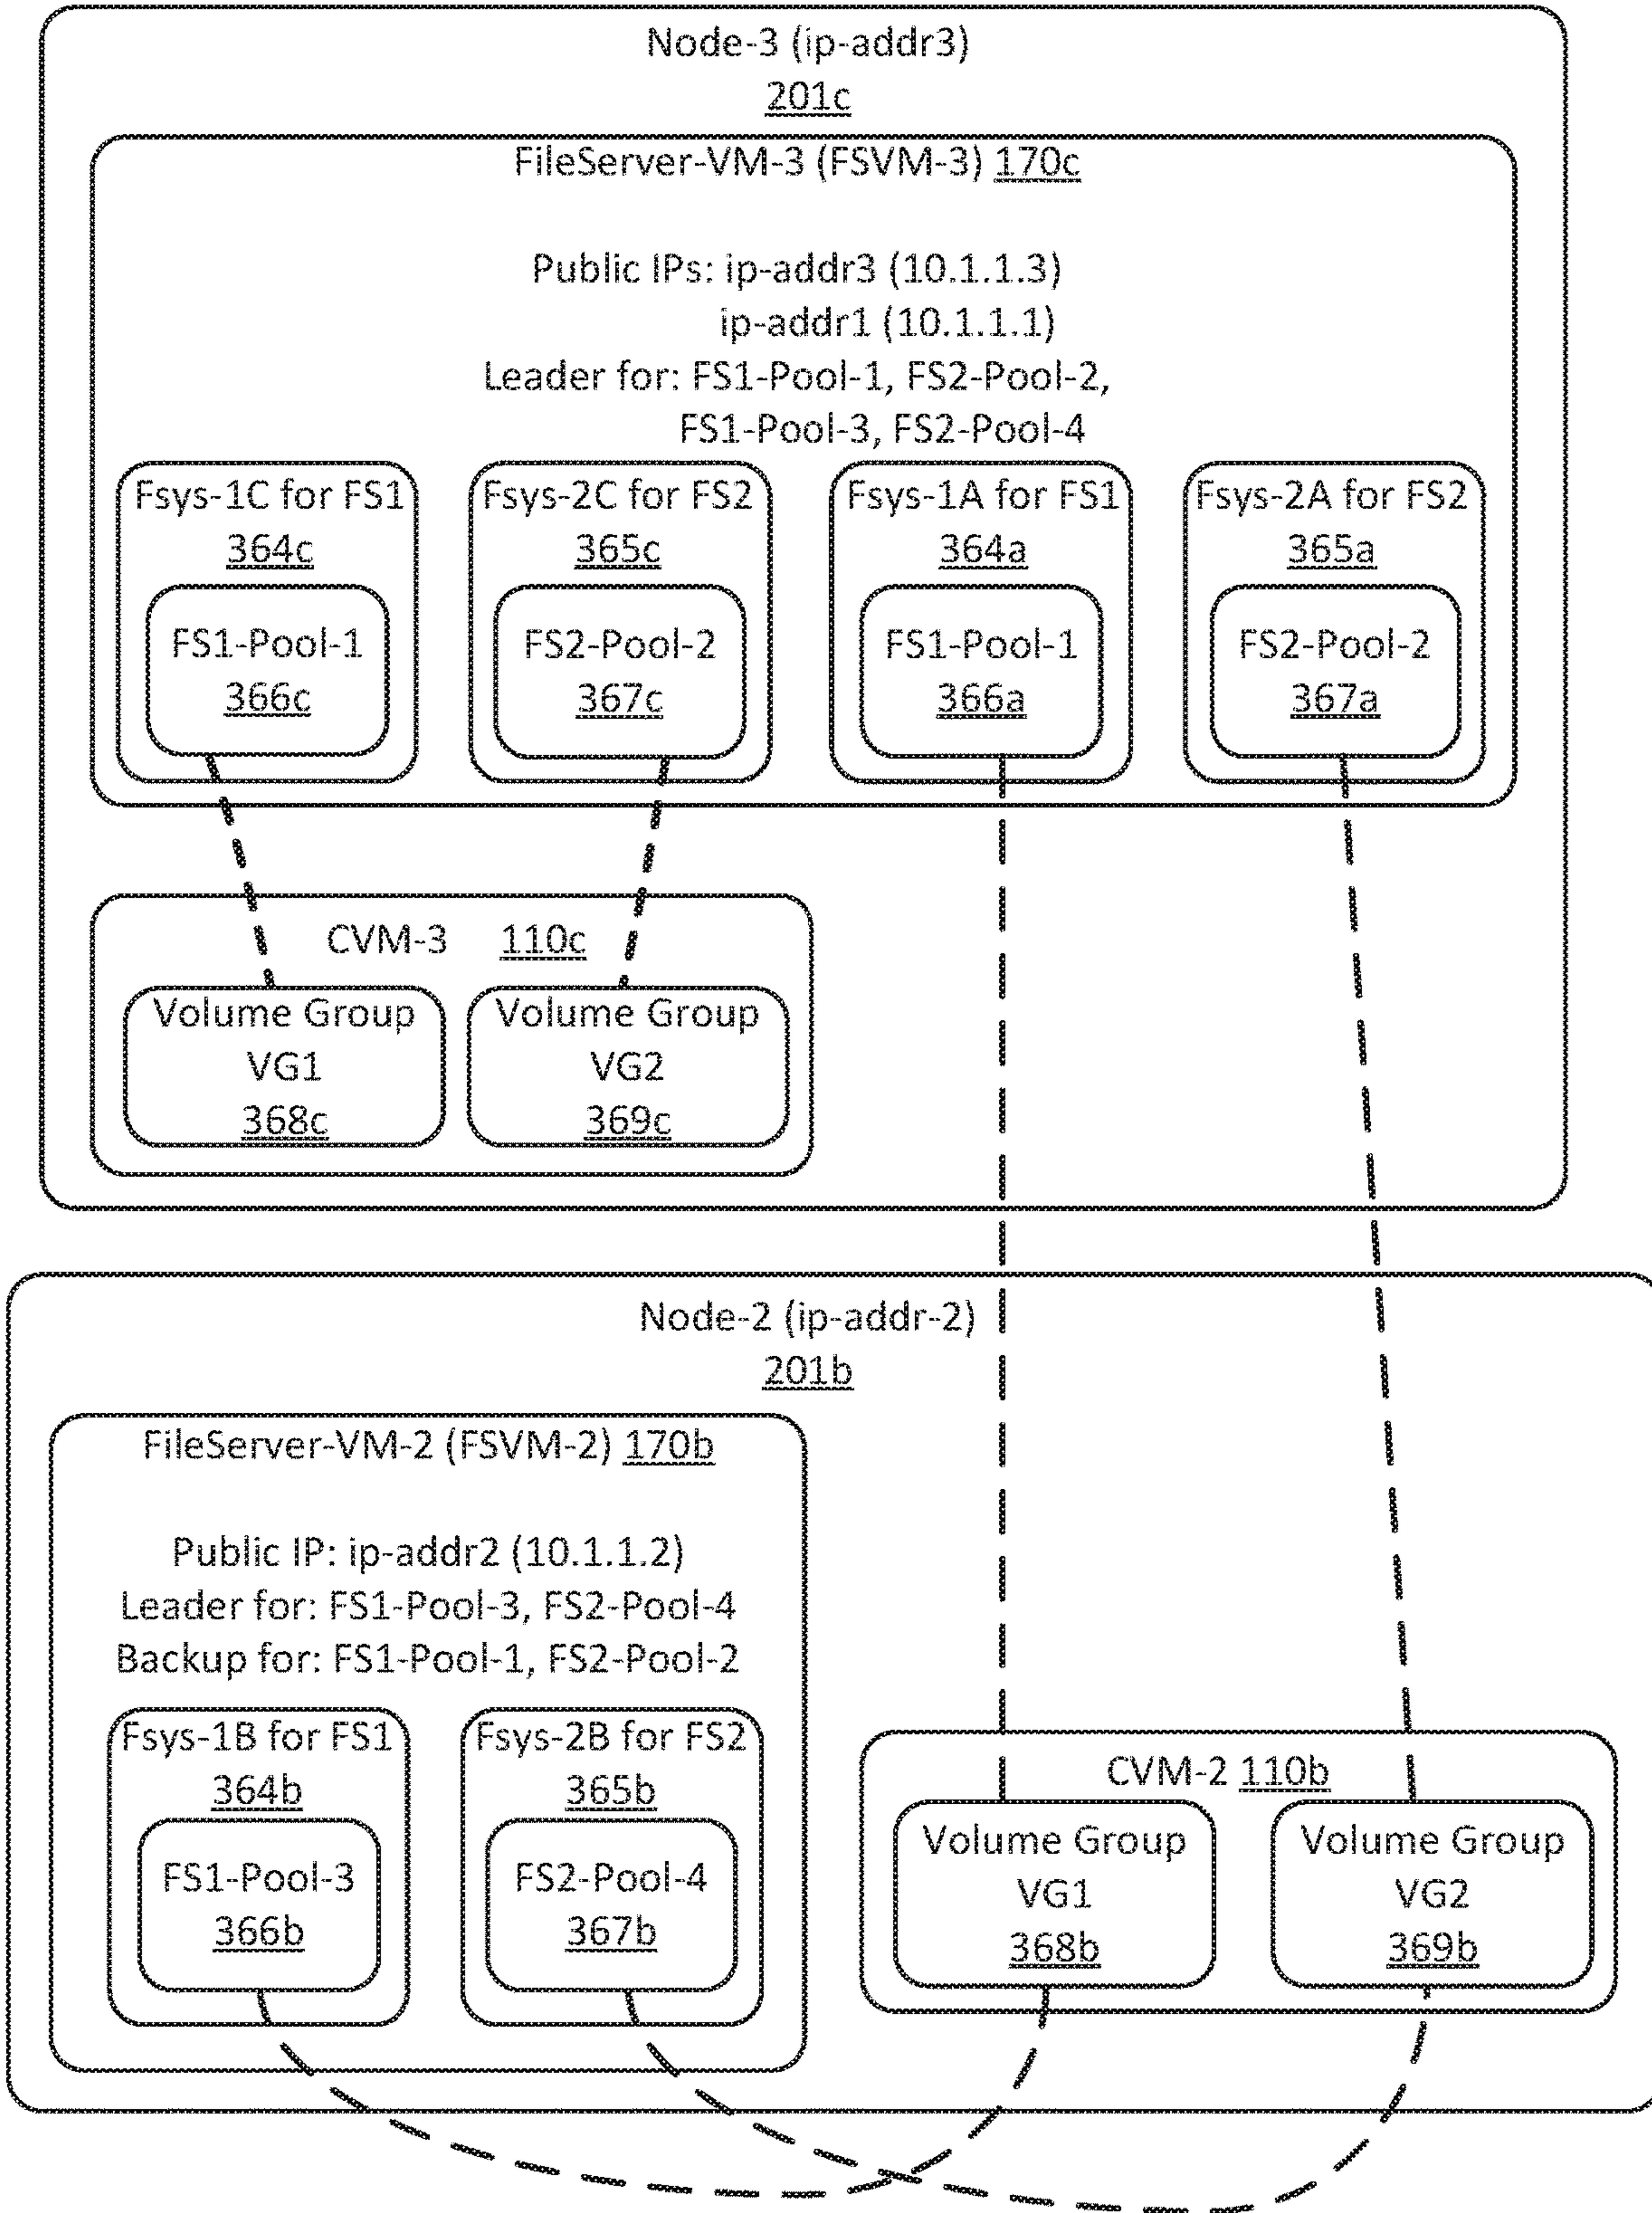 Node-3 (ip-addr3)
201c
FileServer-VM-3 (FSVM-3) 170c
Public IPs: ip-addr3 (10.1.1.3)
ip-addr1 (10.1.1.1)
Leader for: FS1-Pool-1, FS2-Pool-2,
FS1-Pool-3, FS2-Pool-4
Fsys-1C for FS1
364c
FS1-Pool-1
366c
Fsys-2C for FS2
365c
FS2-Pool-2
367c
Fsys-1A for FS1
364a
FS1-Pool-1
366a
Fsys-2A for FS2
365a
FS2-Pool-2
367a
CVM-3 110c
Volume Group
VG1
368c
Volume Group
VG2
369c
Node-2 (ip-addr-2)
201b
FileServer-VM-2 (FSVM-2) 170b
Public IP: ip-addr2 (10.1.1.2)
Leader for: FS1-Pool-3, FS2-Pool-4
Backup for: FS1-Pool-1, FS2-Pool-2
Fsys-1B for FS1
364b
FS1-Pool-3
366b
Fsys-2B for FS2
365b
FS2-Pool-4
367b
CVM-2 110b
Volume Group
VG1
368b
Volume Group
VG2
369b